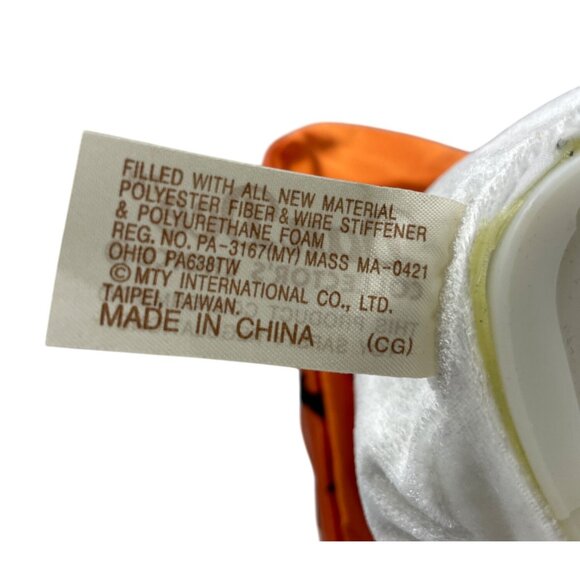 FILLED WITH ALL NEW MATERIAL
POLYESTER FIBER & WIRE STIFFENER
& POLYURETHANE FOAM
REG. NO. PA-3167(MY) MASS MA-0421
OHIO PA638TW
©MTY INTERNATIONAL CO., LTD.
TAIPEI, TAIWAN.
MADE IN CHINA (CG)